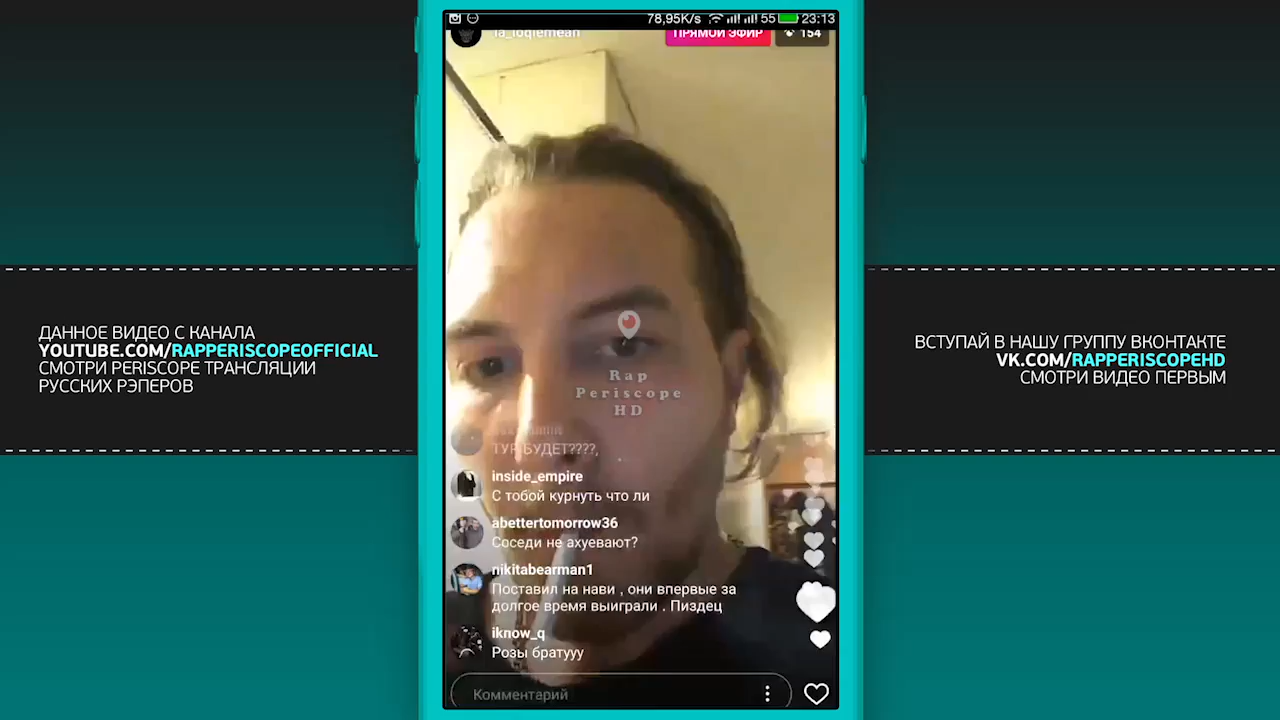 78,95K/s 55 23:13
la_loqiemean
ПРЯМОЙ ЭФИР 154
ДАННОЕ ВИДЕО С КАНАЛА
YOUTUBE.COM/RAPPERISCOPEOFFICIAL
СМОТРИ PERISCOPE ТРАНСЛЯЦИИ
РУССКИХ РЭПЕРОВ
Rap
Periscope
HD
ТУР БУДЕТ????,
inside_empire
С тобой курнуть что ли
abettertomorrow36
Соседи не ахуевают?
nikitabearman1
Поставил на нави , они впервые за
долгое время выиграли . Пиздец
iknow_q
Розы братууу
Комментарий
ВСТУПАЙ В НАШУ ГРУППУ ВКОНТАКТЕ
VK.COM/RAPPERISCOPEHD
СМОТРИ ВИДЕО ПЕРВЫМ